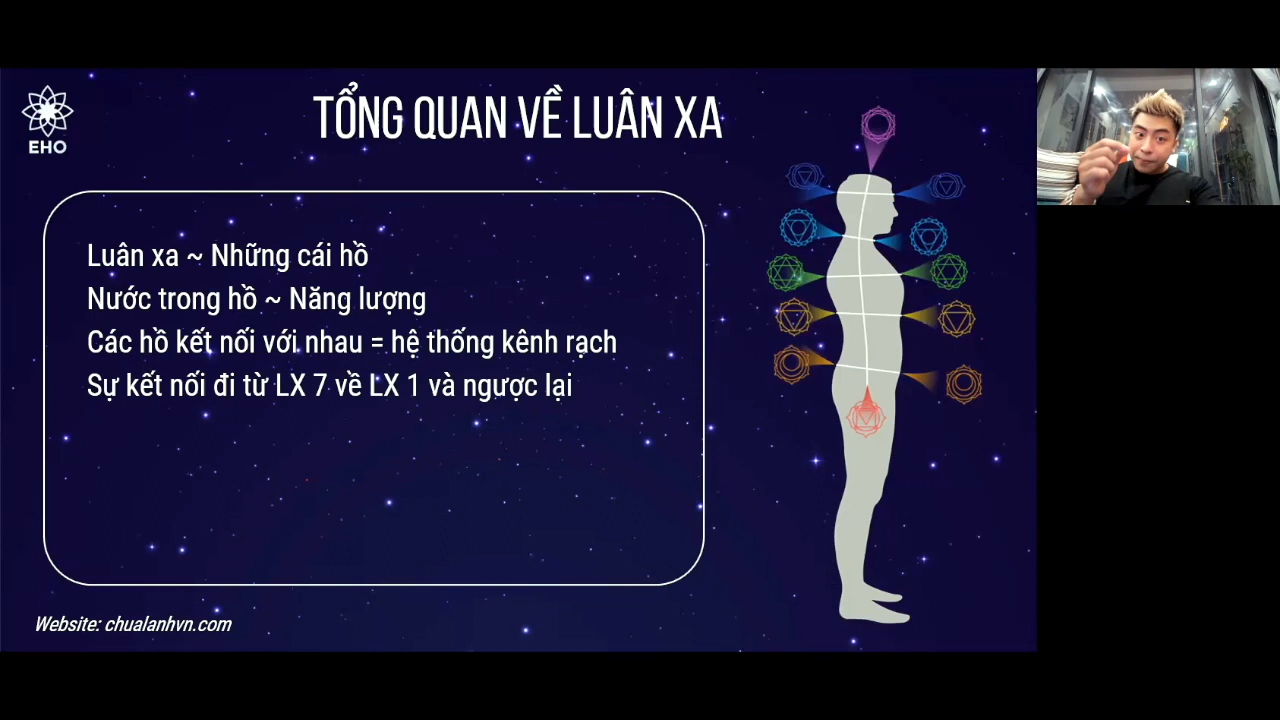 EHO
TỔNG QUAN VỀ LUÂN XA
Luân xa ~ Những cái hồ
Nước trong hồ ~ Năng lượng
Các hồ kết nối với nhau = hệ thống kênh rạch
Sự kết nối đi từ LX 7 về LX 1 và ngược lại
Website: chualanhvn.com